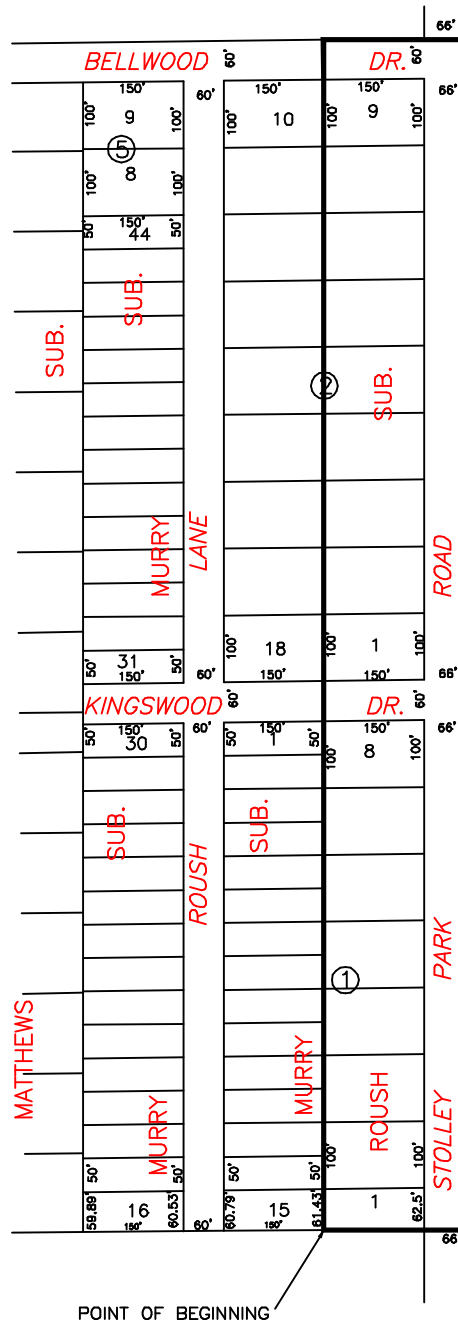 66'
BELLWOOD 60' DR. 60'
150' 60' 150' 150' 66'
100' 9 100' 100' 10 100' 9 100'
5
100' 8 100'
150'
50' 44 50'
SUB. SUB. 2 SUB.
MURRY LANE ROAD
50' 31 50' 100' 18 100' 1 100'
150' 60' 150' 150' 66'
KINGSWOOD 60' DR. 60'
150' 60' 150' 150' 66'
50' 30 50' 50' 1 50' 100' 8 100'
SUB. SUB.
ROUSH PARK
1
MATTHEWS
MURRY MURRY ROUSH STOLLEY
50' 50' 50' 50' 100' 100'
59.89' 16 60.53' 60.79' 15 61.43' 1 62.5'
150' 60' 150' 66'
POINT OF BEGINNING